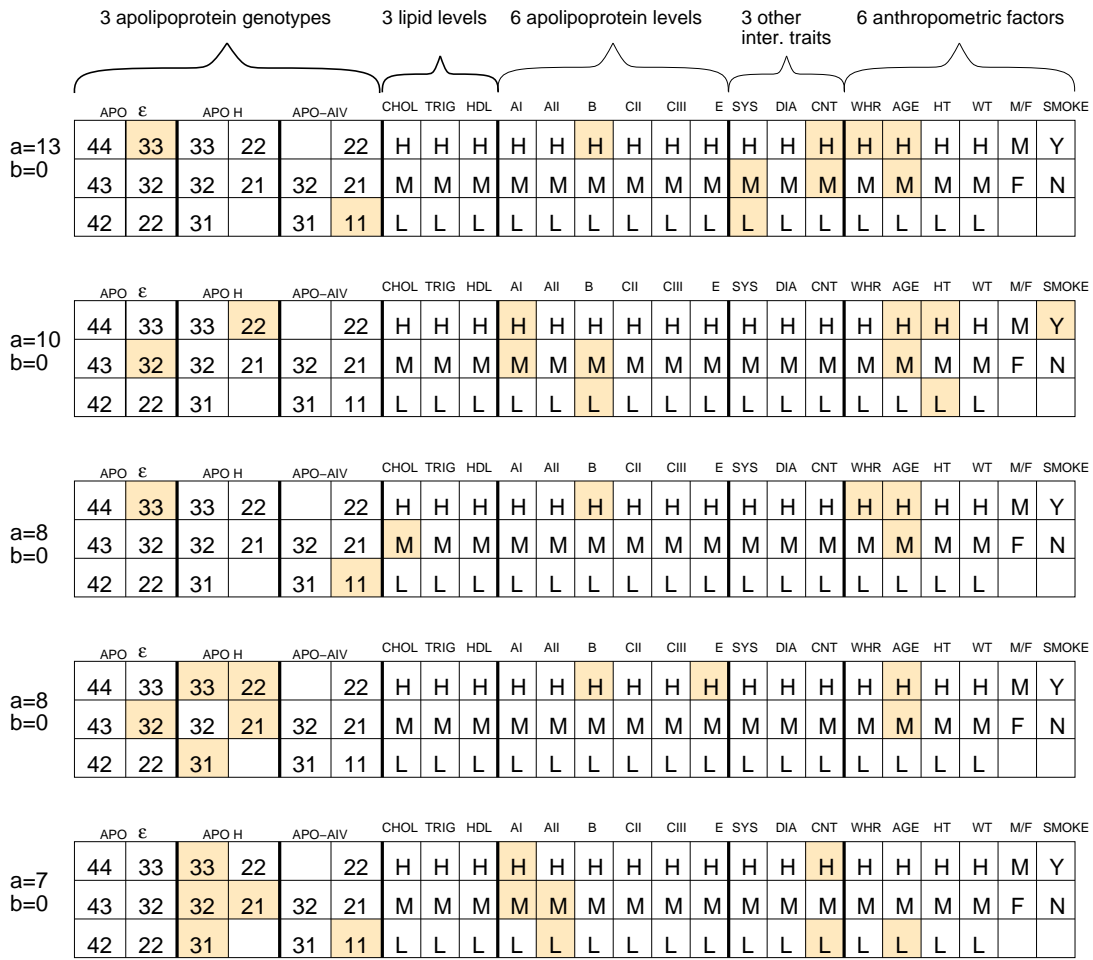 3 apolipoprotein genotypes 3 lipid levels 6 apolipoprotein levels 3 other inter. traits 6 anthropometric factors
APO ε APO H APO–AIV CHOL TRIG HDL AI AII B CII CIII E SYS DIA CNT WHR AGE HT WT M/F SMOKE
a=13
b=0
44 33 33 22 22 H H H H H H H H H H H H H H H H M Y
43 32 32 21 32 21 M M M M M M M M M M M M M M M M F N
42 22 31 31 11 L L L L L L L L L L L L L L L L
APO ε APO H APO–AIV CHOL TRIG HDL AI AII B CII CIII E SYS DIA CNT WHR AGE HT WT M/F SMOKE
a=10
b=0
44 33 33 22 22 H H H H H H H H H H H H H H H H M Y
43 32 32 21 32 21 M M M M M M M M M M M M M M M M F N
42 22 31 31 11 L L L L L L L L L L L L L L L L
APO ε APO H APO–AIV CHOL TRIG HDL AI AII B CII CIII E SYS DIA CNT WHR AGE HT WT M/F SMOKE
a=8
b=0
44 33 33 22 22 H H H H H H H H H H H H H H H H M Y
43 32 32 21 32 21 M M M M M M M M M M M M M M M M F N
42 22 31 31 11 L L L L L L L L L L L L L L L L
APO ε APO H APO–AIV CHOL TRIG HDL AI AII B CII CIII E SYS DIA CNT WHR AGE HT WT M/F SMOKE
a=8
b=0
44 33 33 22 22 H H H H H H H H H H H H H H H H M Y
43 32 32 21 32 21 M M M M M M M M M M M M M M M M F N
42 22 31 31 11 L L L L L L L L L L L L L L L L
APO ε APO H APO–AIV CHOL TRIG HDL AI AII B CII CIII E SYS DIA CNT WHR AGE HT WT M/F SMOKE
a=7
b=0
44 33 33 22 22 H H H H H H H H H H H H H H H H M Y
43 32 32 21 32 21 M M M M M M M M M M M M M M M M F N
42 22 31 31 11 L L L L L L L L L L L L L L L L